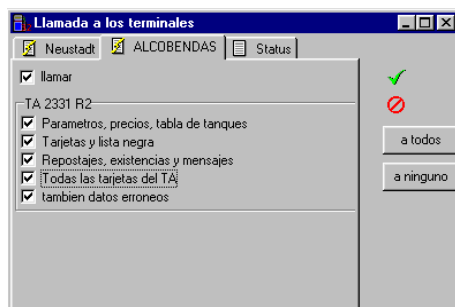 Llamada a los terminales
Neustadt ALCOBENDAS Status
llamar
TA 2331 R2
Parametros, precios, tabla de tanques
Tarjetas y lista negra
Repostajes, existencias y mensajes
Todas las tarjetas del TA
tambien datos erroneos
a todos
a ninguno